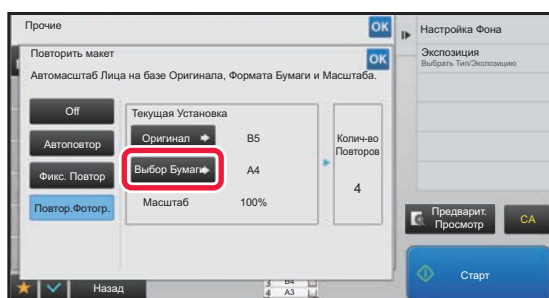 Прочие
OK
Настройка Фона
Повторить макет
OK
Экспозиция
Выбрать Тип/Экспозицию
Автомасштаб Лица на базе Оригинала, Формата Бумаги и Масштаба.
Off
Текущая Установка
Автоповтор
Оригинал
B5
Колич-во
Повторов
Фикс. Повтор
Выбор Бумаги
A4
4
Повтор.Фотогр.
Масштаб
100%
Предварит.
Просмотр
CA
Назад
3 B4
4 A3
Старт